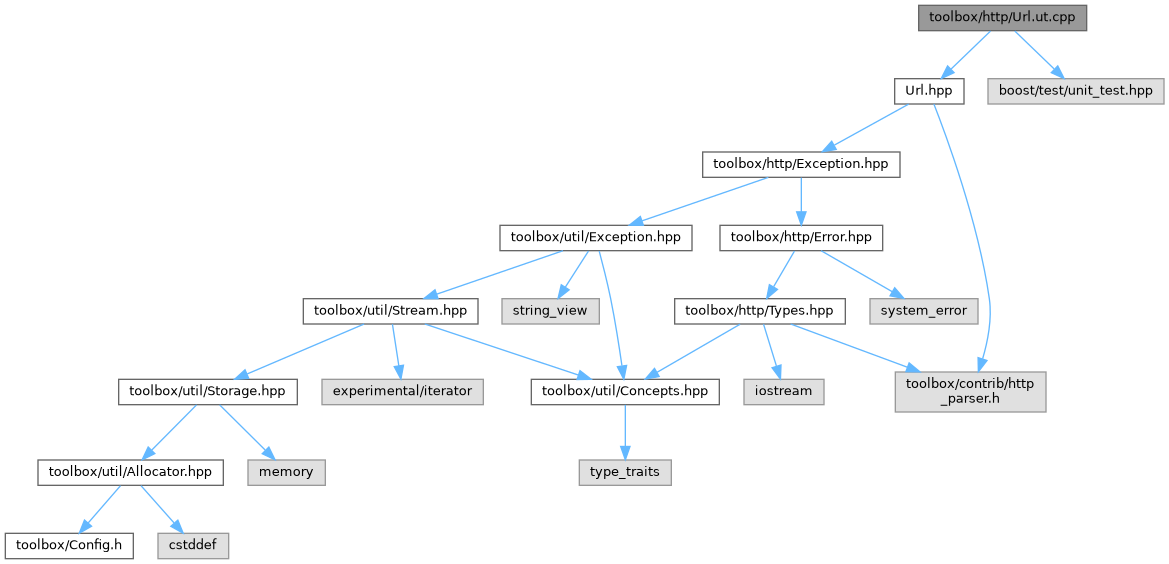 toolbox/http/Url.ut.cpp
Url.hpp
boost/test/unit_test.hpp
toolbox/http/Exception.hpp
toolbox/util/Exception.hpp
toolbox/http/Error.hpp
toolbox/util/Stream.hpp
string_view
toolbox/http/Types.hpp
system_error
toolbox/util/Storage.hpp
experimental/iterator
toolbox/util/Concepts.hpp
iostream
toolbox/contrib/http
_parser.h
toolbox/util/Allocator.hpp
memory
type_traits
toolbox/Config.h
cstddef